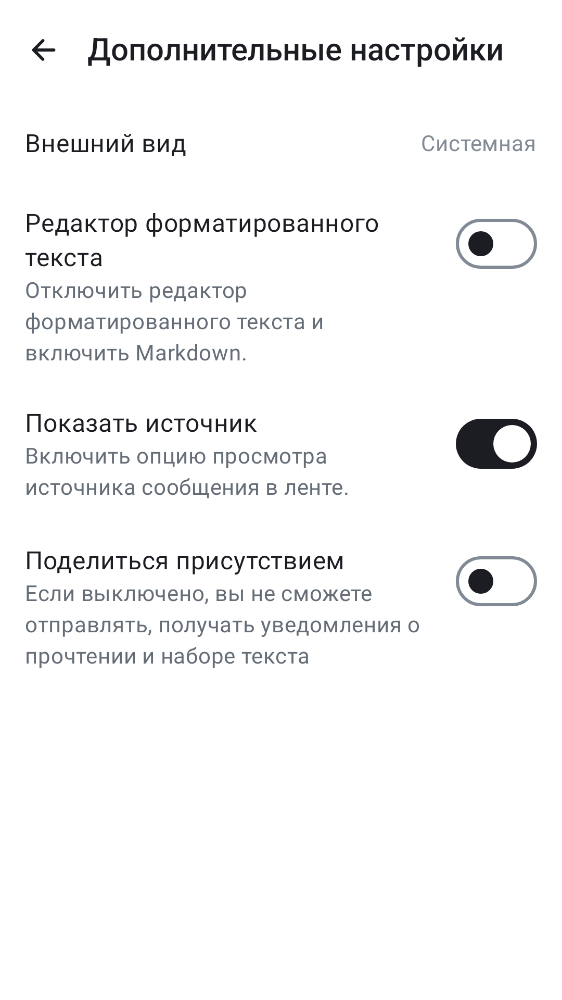 Дополнительные настройки
Внешний вид
Системная
Редактор форматированного
текста
Отключить редактор
форматированного текста и
включить Markdown.
Показать источник
Включить опцию просмотра
источника сообщения в ленте.
Поделиться присутствием
Если выключено, вы не сможете
отправлять, получать уведомления о
прочтении и наборе текста